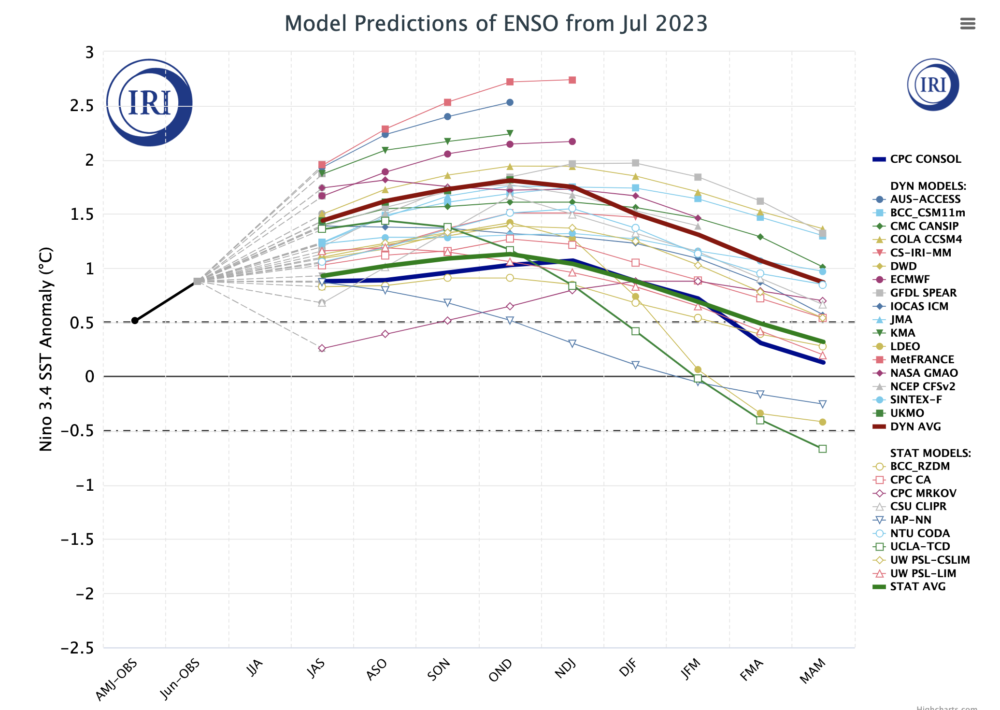 Model Predictions of ENSO from Jul 2023
IRI
IRI
Nino 3.4 SST Anomaly (°C)
3
2.5
2
1.5
1
0.5
0
−0.5
−1
−1.5
−2
−2.5
AMJ-OBS
Jun-OBS
JJA
JAS
ASO
SON
OND
NDJ
DJF
JFM
FMA
MAM
CPC CONSOL
DYN MODELS:
AUS-ACCESS
BCC_CSM11m
CMC CANSIP
COLA CCSM4
CS-IRI-MM
DWD
ECMWF
GFDL SPEAR
IOCAS ICM
JMA
KMA
LDEO
MetFRANCE
NASA GMAO
NCEP CFSv2
SINTEX-F
UKMO
DYN AVG
STAT MODELS:
BCC_RZDM
CPC CA
CPC MRKOV
CSU CLIPR
IAP-NN
NTU CODA
UCLA-TCD
UW PSL-CSLIM
UW PSL-LIM
STAT AVG
Highcharts.com